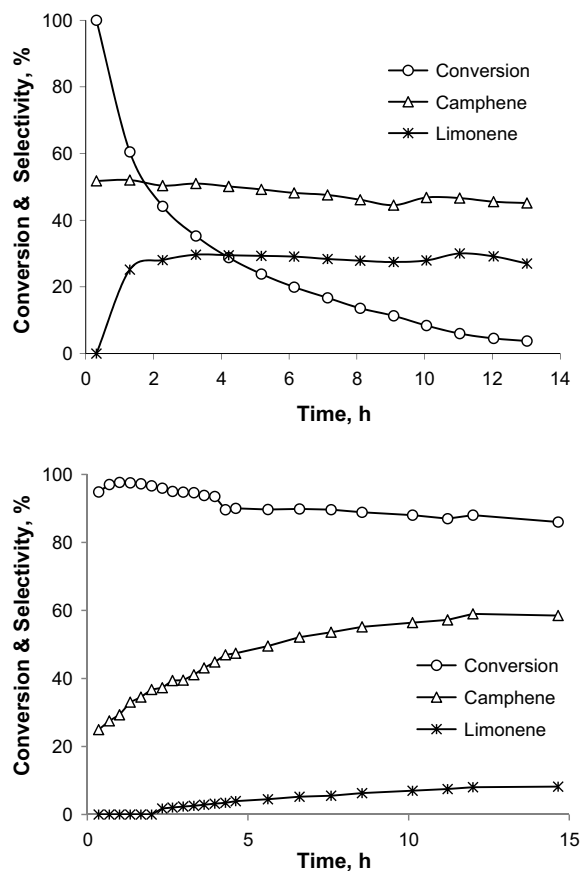 100
80
60
40
20
0
Conversion & Selectivity, %
Conversion
Camphene
Limonene
0 2 4 6 8 10 12 14
Time, h
100
80
60
40
20
0
Conversion & Selectivity, %
Conversion
Camphene
Limonene
0 5 10 15
Time, h